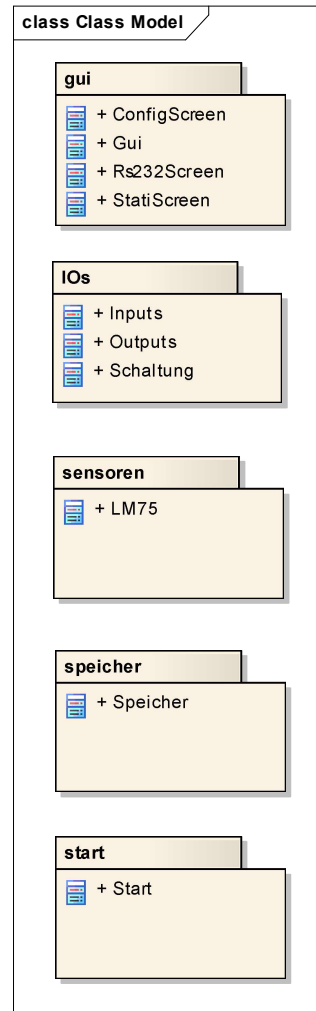 class Class Model
gui
+ ConfigScreen
+ Gui
+ Rs232Screen
+ StatiScreen
IOs
+ Inputs
+ Outputs
+ Schaltung
sensoren
+ LM75
speicher
+ Speicher
start
+ Start